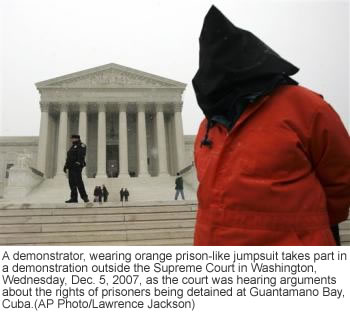 A demonstrator, wearing orange prison-like jumpsuit takes part in
a demonstration outside the Supreme Court in Washington,
Wednesday, Dec. 5, 2007, as the court was hearing arguments
about the rights of prisoners being detained at Guantamano Bay,
Cuba.(AP Photo/Lawrence Jackson)